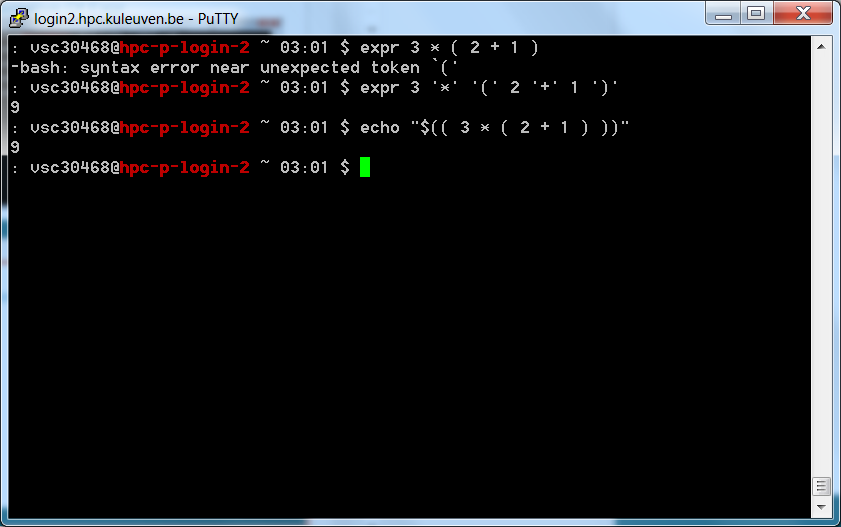 login2.hpc.kuleuven.be - PuTTY
: vsc30468@hpc-p-login-2 ~ 03:01 $ expr 3 * ( 2 + 1 )
-bash: syntax error near unexpected token `('
: vsc30468@hpc-p-login-2 ~ 03:01 $ expr 3 '*' '(' 2 '+' 1 ')'
9
: vsc30468@hpc-p-login-2 ~ 03:01 $ echo "$(( 3 * ( 2 + 1 ) ))"
9
: vsc30468@hpc-p-login-2 ~ 03:01 $